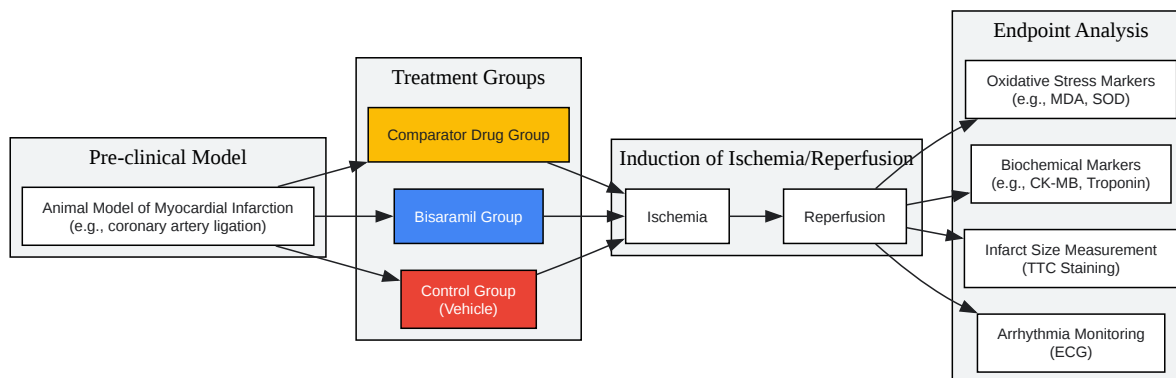 Pre-clinical Model
Animal Model of Myocardial Infarction
(e.g., coronary artery ligation)
Treatment Groups
Comparator Drug Group
Bisaramil Group
Control Group
(Vehicle)
Induction of Ischemia/Reperfusion
Ischemia
Reperfusion
Endpoint Analysis
Oxidative Stress Markers
(e.g., MDA, SOD)
Biochemical Markers
(e.g., CK-MB, Troponin)
Infarct Size Measurement
(TTC Staining)
Arrhythmia Monitoring
(ECG)